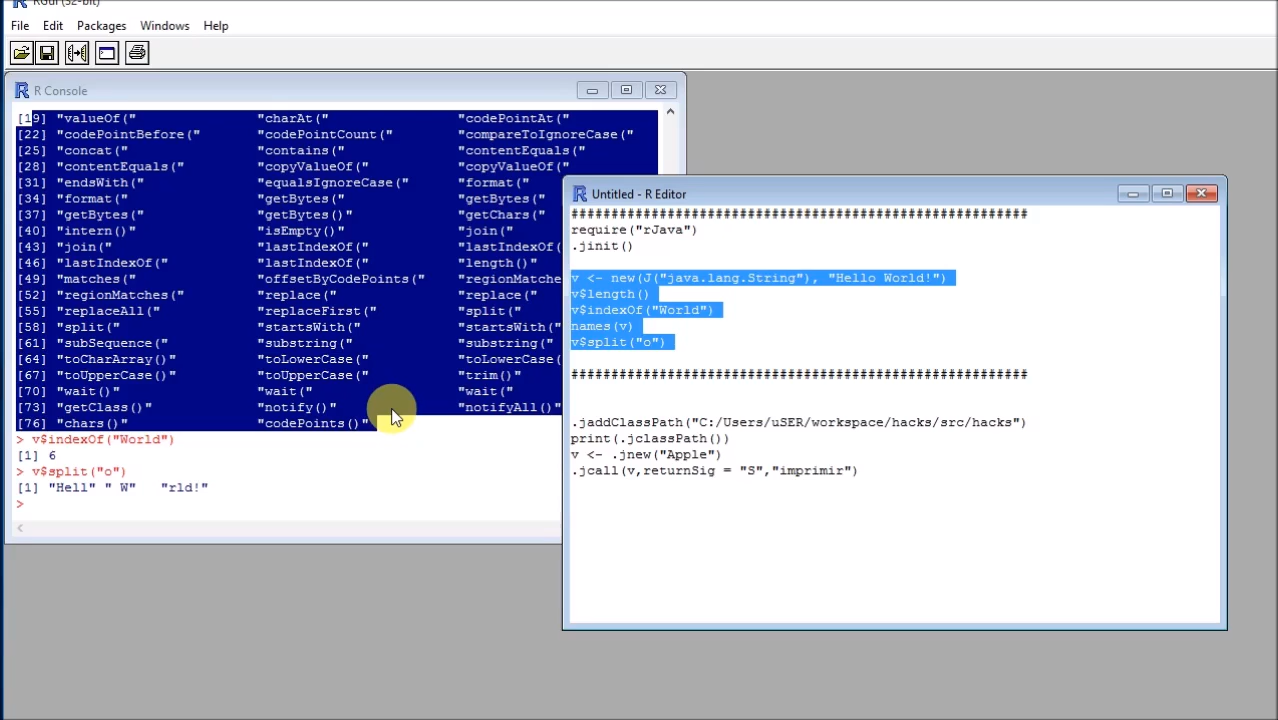 RGui (32-bit)
File Edit Packages Windows Help
R Console
[19] "valueOf(" "charAt(" "codePointAt("
[22] "codePointBefore(" "codePointCount(" "compareToIgnoreCase("
[25] "concat(" "contains(" "contentEquals("
[28] "contentEquals(" "copyValueOf(" "copyValueOf("
[31] "endsWith(" "equalsIgnoreCase(" "format("
[34] "format(" "getBytes(" "getBytes("
[37] "getBytes(" "getBytes()" "getChars("
[40] "intern()" "isEmpty()" "join("
[43] "join(" "lastIndexOf(" "lastIndexOf(
[46] "lastIndexOf(" "lastIndexOf(" "length()"
[49] "matches(" "offsetByCodePoints(" "regionMatche
[52] "regionMatches(" "replace(" "replace("
[55] "replaceAll(" "replaceFirst(" "split("
[58] "split(" "startsWith(" "startsWith("
[61] "subSequence(" "substring(" "substring("
[64] "toCharArray()" "toLowerCase(" "toLowerCase(
[67] "toUpperCase()" "toUpperCase(" "trim()"
[70] "wait()" "wait(" "wait("
[73] "getClass()" "notify()" "notifyAll()"
[76] "chars()" "codePoints()"
> v$indexOf("World")
[1] 6
> v$split("o")
[1] "Hell" " W" "rld!"
>
Untitled - R Editor
#########################################################
require("rJava")
.jinit()
v <- new(J("java.lang.String"), "Hello World!")
v$length()
v$indexOf("World")
names(v)
v$split("o")
#########################################################
.jaddClassPath("C:/Users/uSER/workspace/hacks/src/hacks")
print(.jclassPath())
v <- .jnew("Apple")
.jcall(v,returnSig = "S","imprimir")